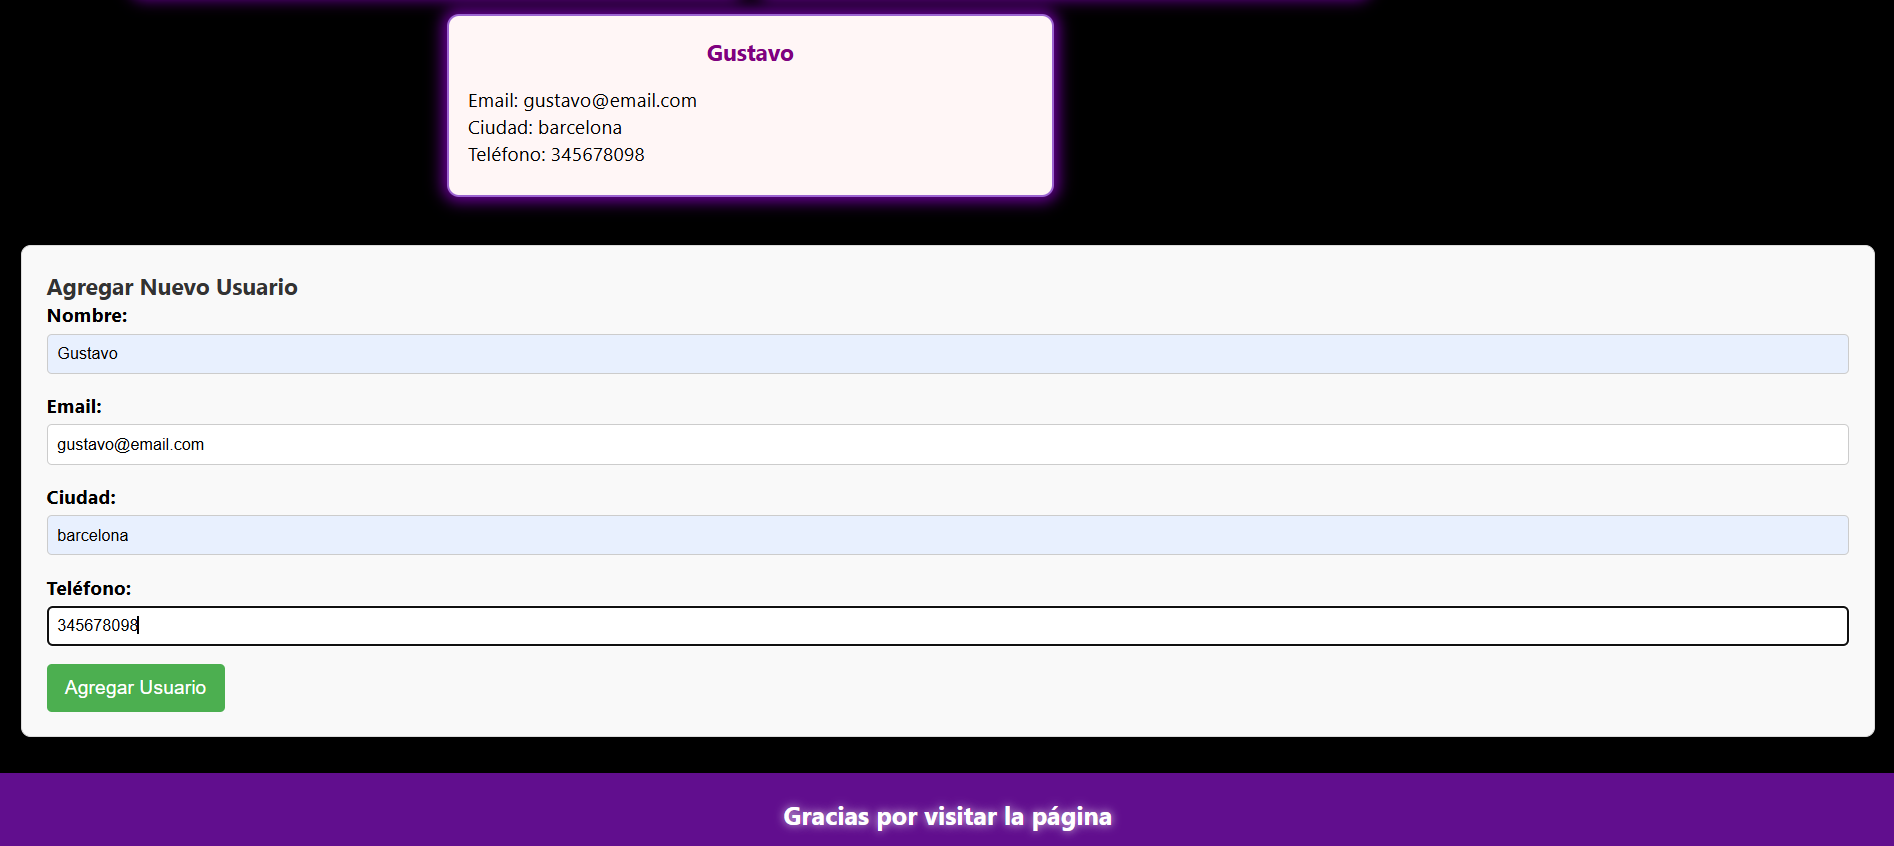 Gustavo
Email: gustavo@email.com
Ciudad: barcelona
Teléfono: 345678098
Agregar Nuevo Usuario
Nombre:
Gustavo
Email:
gustavo@email.com
Ciudad:
barcelona
Teléfono:
345678098
Agregar Usuario
Gracias por visitar la página